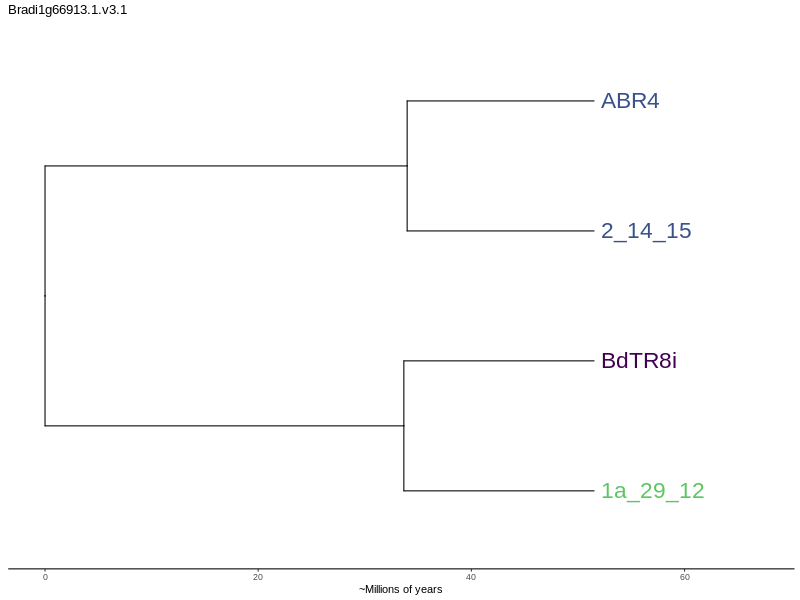 Bradi1g66913.1.v3.1
ABR4
2_14_15
BdTR8i
1a_29_12
0 20 40 60
~Millions of years